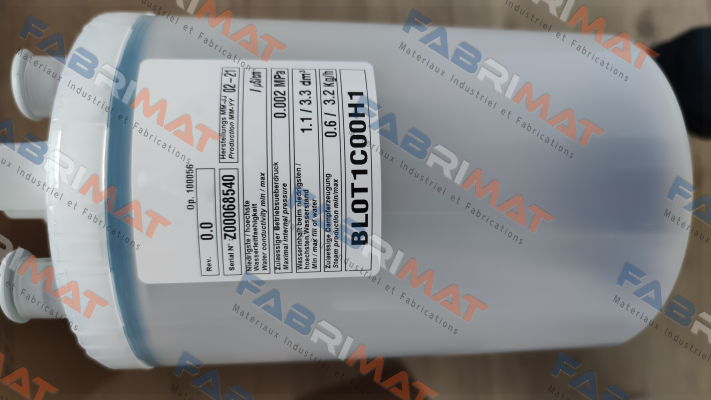 Op. 100056
Rev. 0.0
Serial N° Z00068540
Herstellungs MM-JJ
Production MM-YY
02-21
Niedrigste / hoechste
Wasserleitfaehigkeit
Water conductivity min / max
/ µS/cm
Zulaessiger Betriebsueberdruck
Maximal internal pressure
0.002 MPa
Wasserinhalt beim niedrigsten /
hoechsten Wasserstand
Min / max fill of water
1.1 / 3.3 dm³
Zulaessige Dampferzeugung
Steam production min/max
0.6 / 3.2 Kg/h
BL0T1C00H1
FABRIMAT
Materiaux Industriel et Fabrications